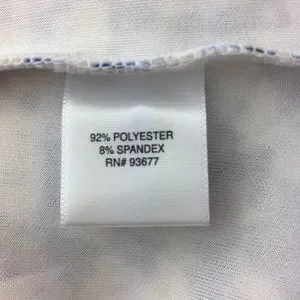 92% POLYESTER
8% SPANDEX
RN# 93677